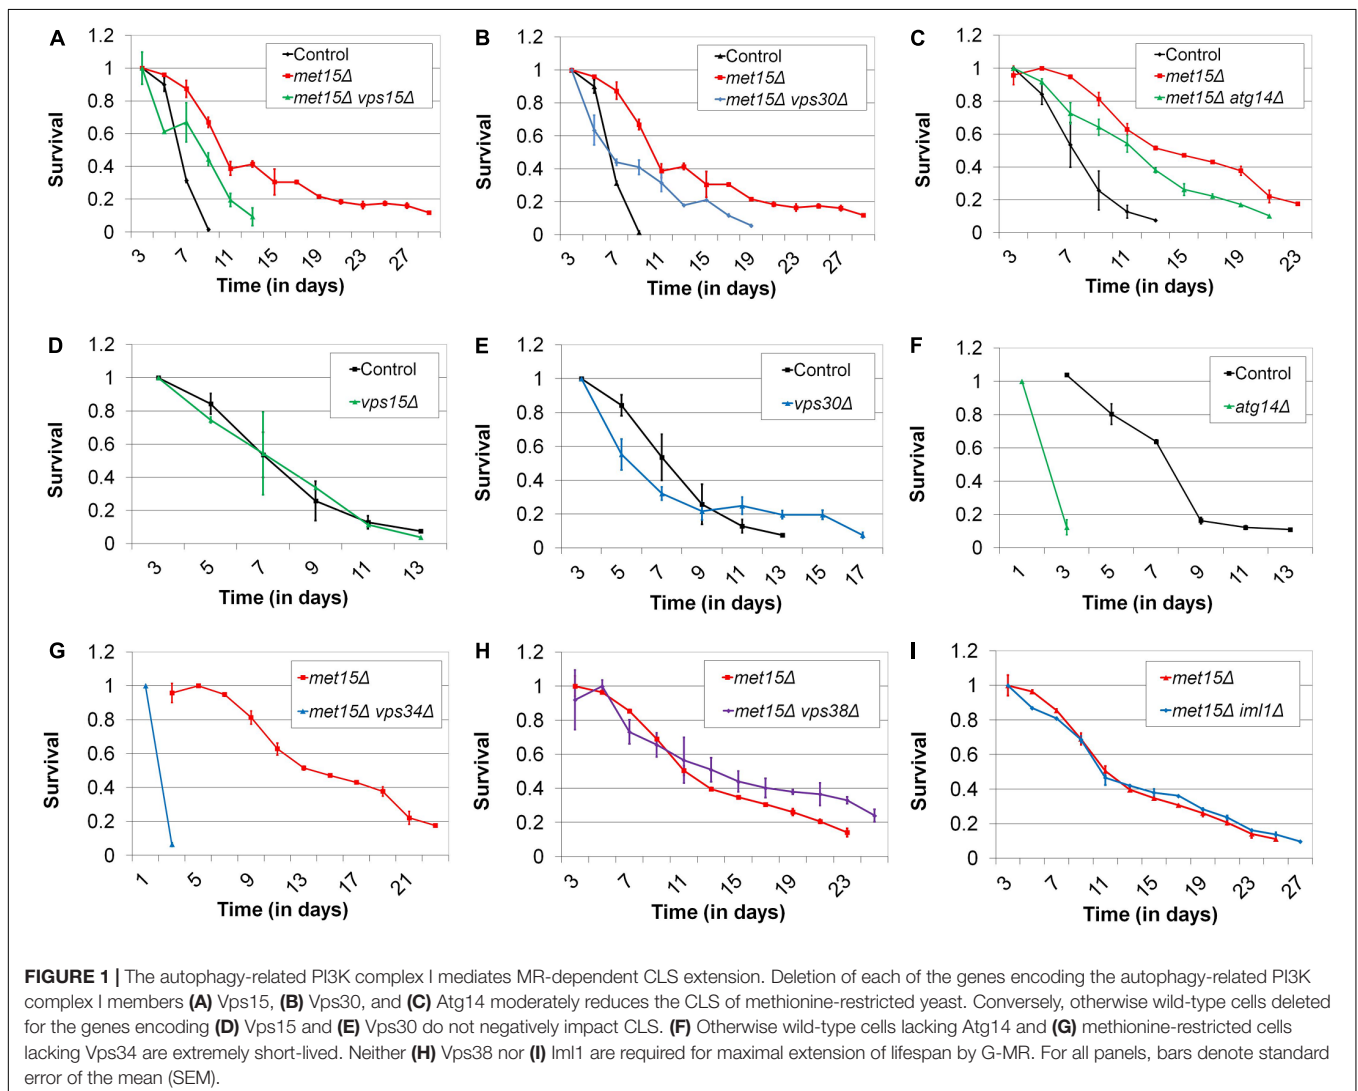 A
1.2
1
0.8
0.6
0.4
0.2
0
Survival
Control
met15Δ
met15Δ vps15Δ
3
7
11
15
19
23
27
Time (in days)
B
1.2
1
0.8
0.6
0.4
0.2
0
Survival
Control
met15Δ
met15Δ vps30Δ
3
7
11
15
19
23
27
Time (in days)
C
1.2
1
0.8
0.6
0.4
0.2
0
Survival
Control
met15Δ
met15Δ atg14Δ
3
7
11
15
19
23
Time (in days)
D
1.2
1
0.8
0.6
0.4
0.2
0
Survival
Control
vps15Δ
3
5
7
9
11
13
Time (in days)
E
1.2
1
0.8
0.6
0.4
0.2
0
Survival
Control
vps30Δ
3
5
7
9
11
13
15
17
Time (in days)
F
1.2
1
0.8
0.6
0.4
0.2
0
Survival
Control
atg14Δ
1
3
5
7
9
11
13
Time (in days)
G
1.2
1
0.8
0.6
0.4
0.2
0
Survival
met15Δ
met15Δ vps34Δ
1
5
9
13
17
21
Time (in days)
H
1.2
1
0.8
0.6
0.4
0.2
0
Survival
met15Δ
met15Δ vps38Δ
3
7
11
15
19
23
Time (in days)
I
1.2
1
0.8
0.6
0.4
0.2
0
Survival
met15Δ
met15Δ iml1Δ
3
7
11
15
19
23
27
Time (in days)
FIGURE 1 | The autophagy-related PI3K complex I mediates MR-dependent CLS extension. Deletion of each of the genes encoding the autophagy-related PI3K
complex I members (A) Vps15, (B) Vps30, and (C) Atg14 moderately reduces the CLS of methionine-restricted yeast. Conversely, otherwise wild-type cells deleted
for the genes encoding (D) Vps15 and (E) Vps30 do not negatively impact CLS. (F) Otherwise wild-type cells lacking Atg14 and (G) methionine-restricted cells
lacking Vps34 are extremely short-lived. Neither (H) Vps38 nor (I) Iml1 are required for maximal extension of lifespan by G-MR. For all panels, bars denote standard
error of the mean (SEM).